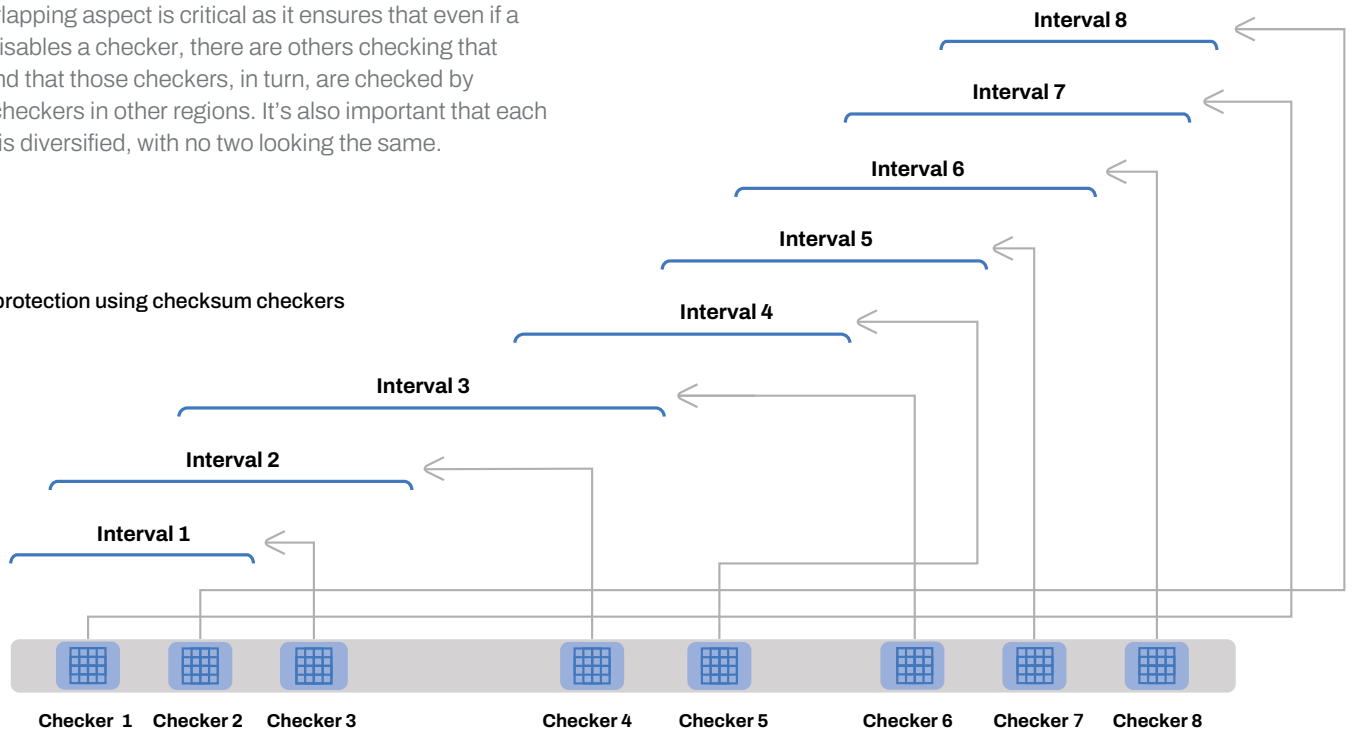 lapping aspect is critical as it ensures that even if a
isables a checker, there are others checking that
nd that those checkers, in turn, are checked by
checkers in other regions. It's also important that each
is diversified, with no two looking the same.
protection using checksum checkers
Interval 8
Interval 7
Interval 6
Interval 5
Interval 4
Interval 3
Interval 2
Interval 1
Checker 1 Checker 2 Checker 3 Checker 4 Checker 5 Checker 6 Checker 7 Checker 8